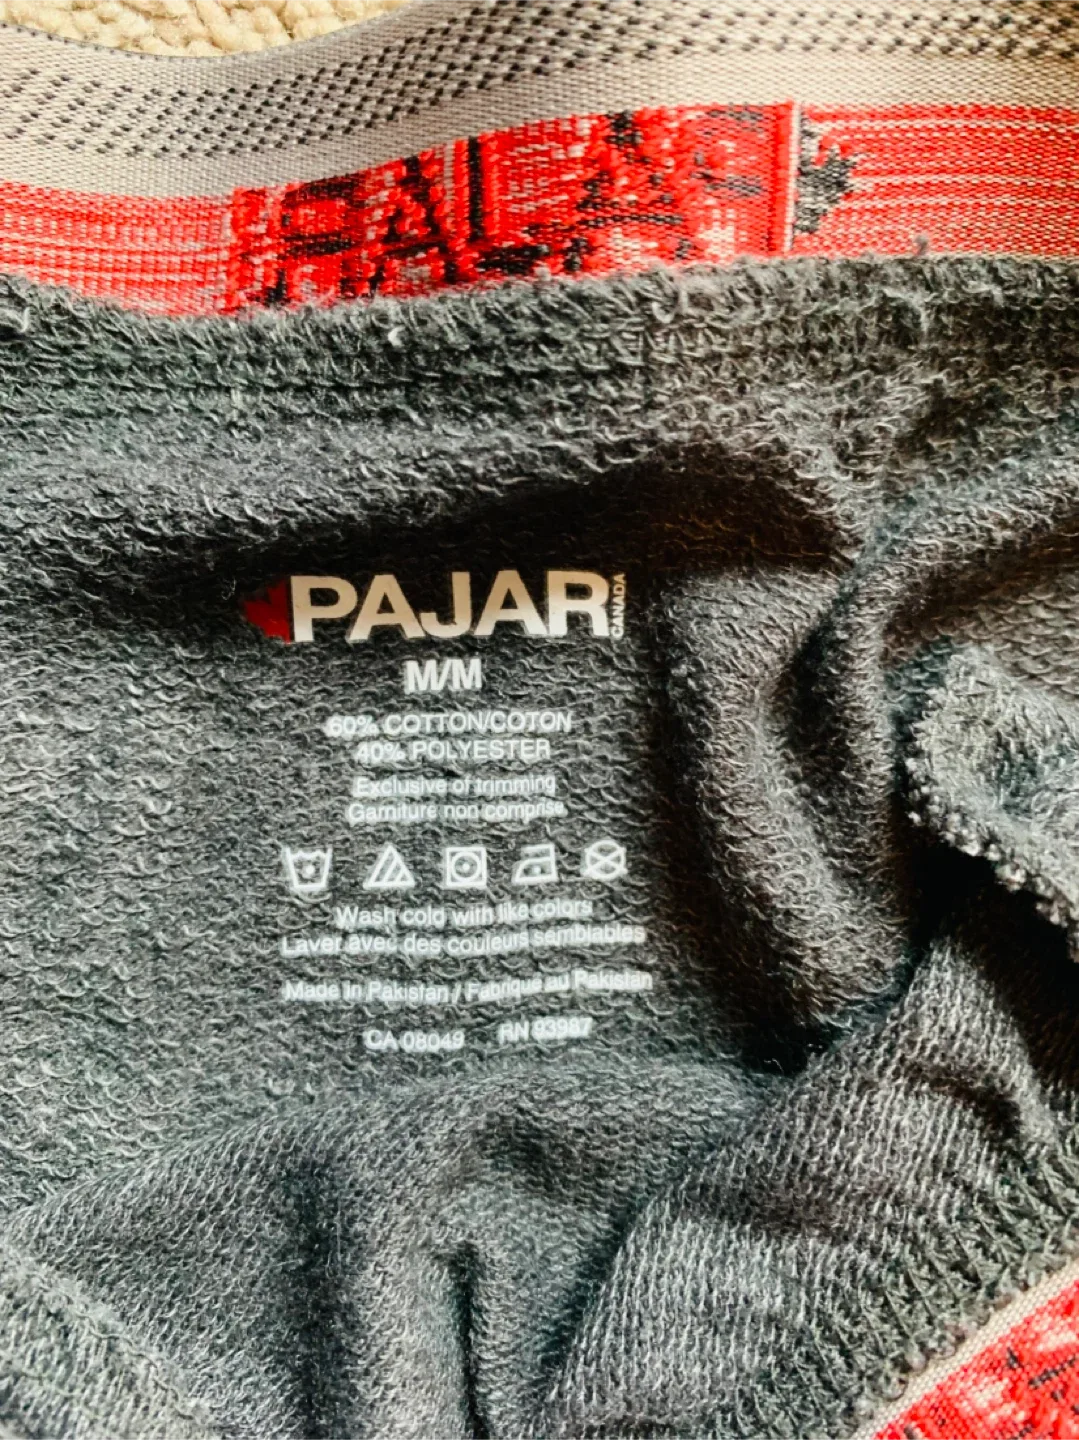 PAJAR
CANADA
M/M
60% COTTON/COTON
40% POLYESTER
Exclusive of trimming
Garniture non comprise
Wash cold with like colors
Laver avec des couleurs semblables
Made in Pakistan / Fabriqué au Pakistan
CA 08049 RN 93987